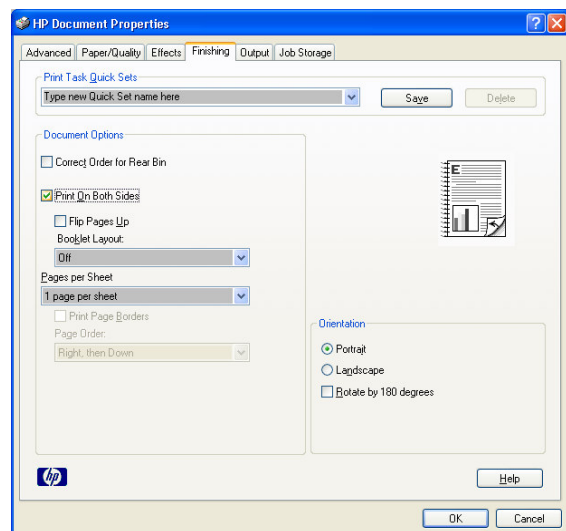 HP Document Properties
Advanced Paper/Quality Effects Finishing Output Job Storage
Print Task Quick Sets
Type new Quick Set name here Save Delete
Document Options
Correct Order for Rear Bin
Print On Both Sides
Flip Pages Up
Booklet Layout:
Off
Pages per Sheet
1 page per sheet
Print Page Borders
Page Order:
Right, then Down
E
Orientation
Portrait
Landscape
Rotate by 180 degrees
hp
Help
OK Cancel